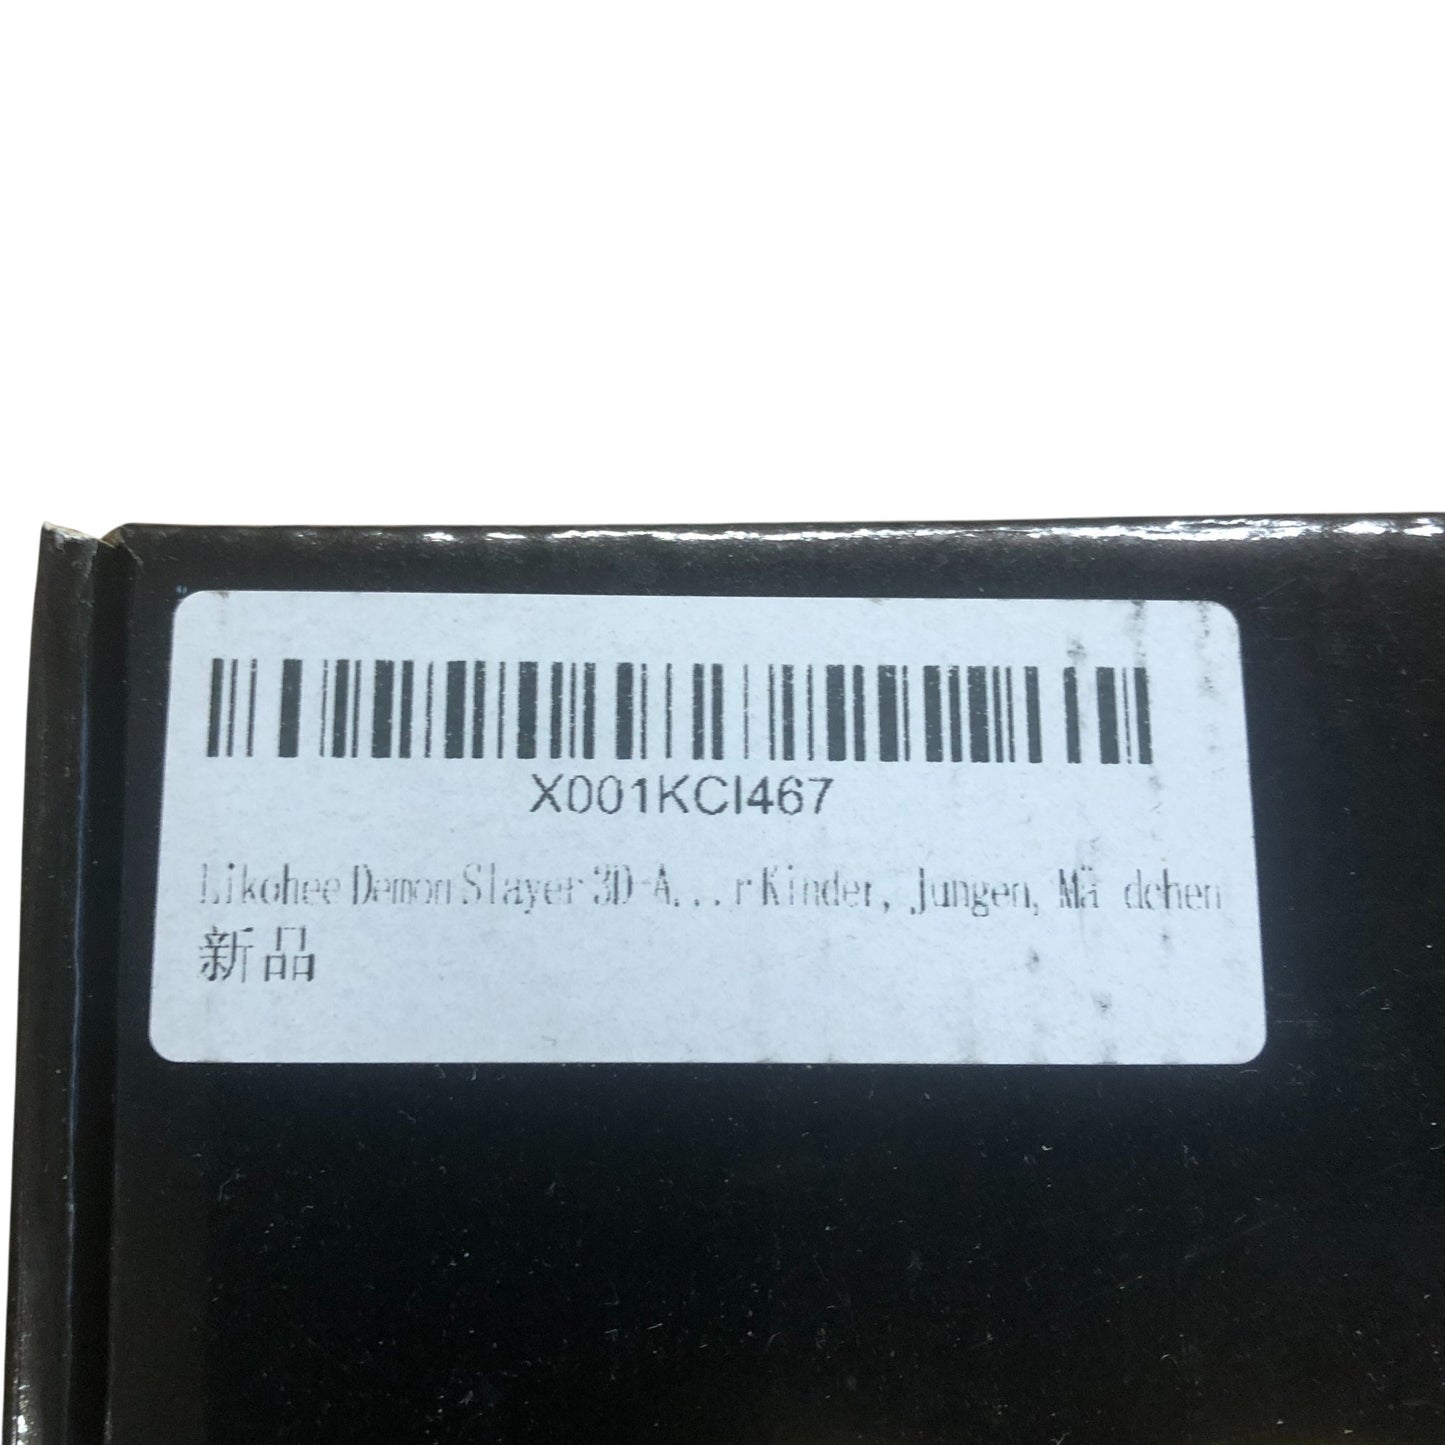 X001KCI467
Likohee Demon Slayer 3D-A...r Kinder, Jungen, Mä dchen
新品